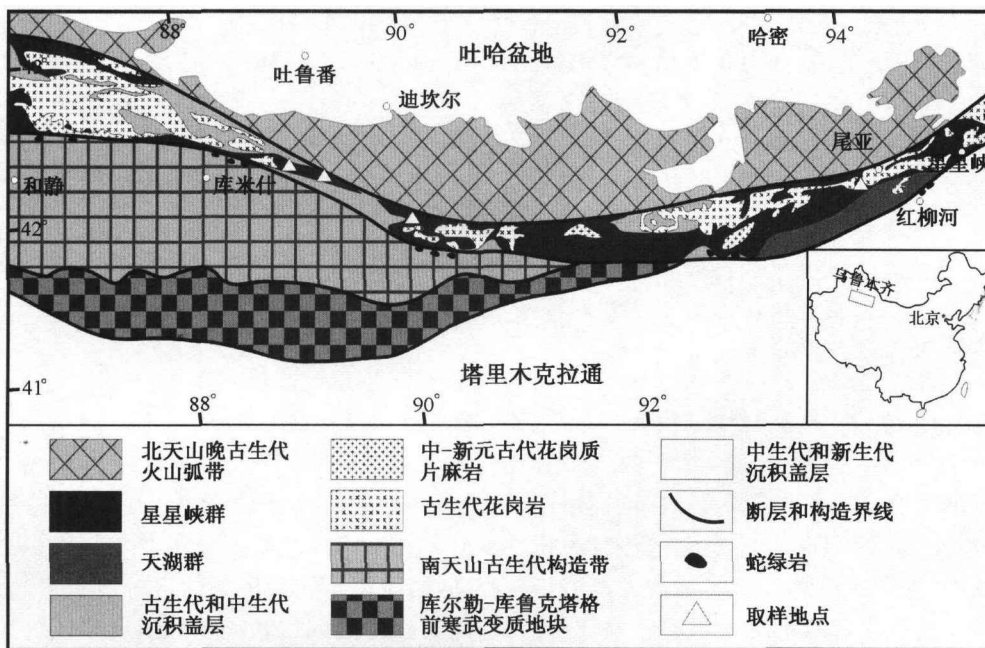 88°
90°
92°
94°
哈密
吐哈盆地
吐鲁番
迪坎尔
尾亚
星星峡
和静
库米什
红柳河
42°
乌鲁木齐
北京
塔里木克拉通
41°
88°
90°
92°
北天山晚古生代
火山弧带
星星峡群
天湖群
古生代和中生代
沉积盖层
中-新元古代花岗质
片麻岩
古生代花岗岩
南天山古生代构造带
库尔勒-库鲁克塔格
前寒武变质地块
中生代和新生代
沉积盖层
断层和构造界线
蛇绿岩
取样地点